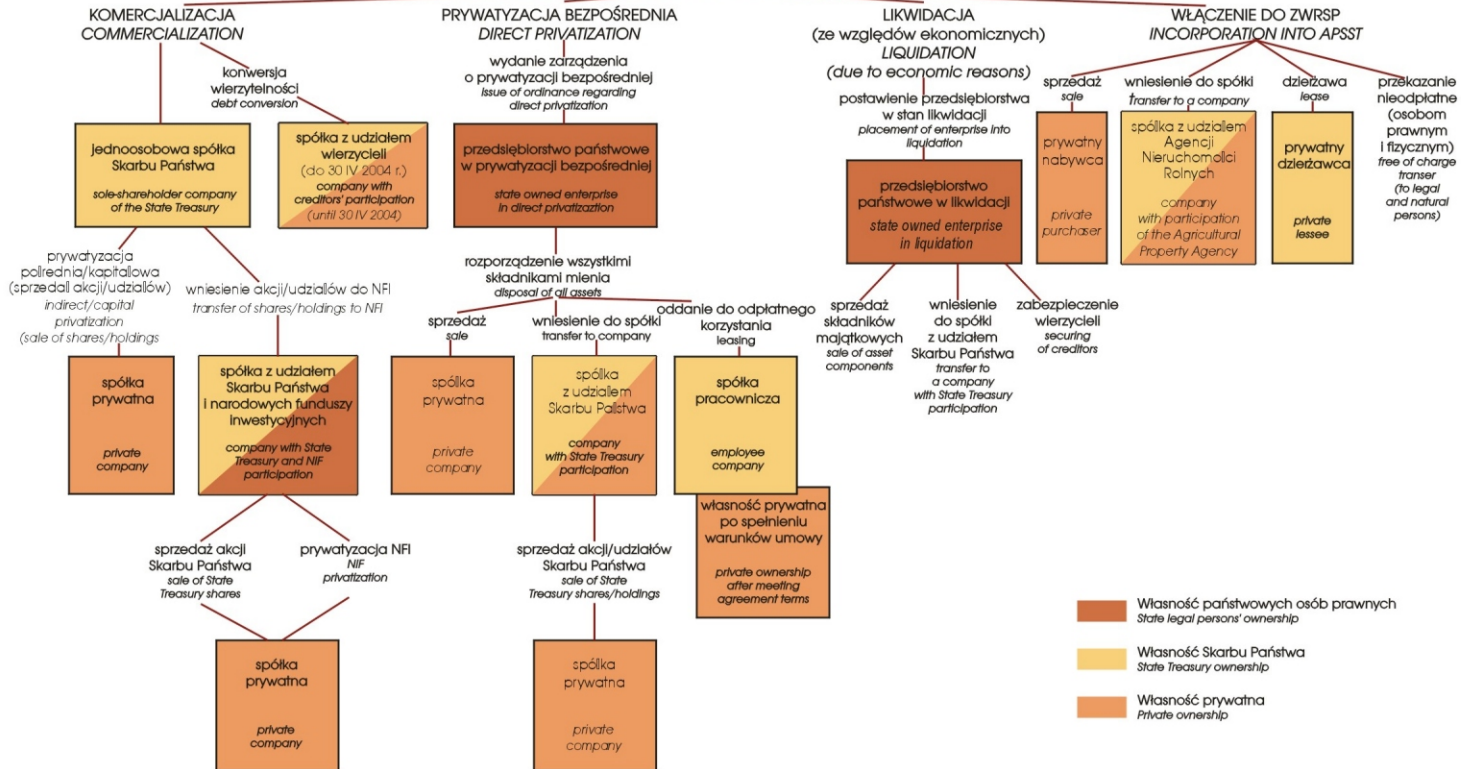 KOMERCJALIZACJA
COMMERCIALIZATION
konwersja
wierzytelności
debt conversion
jednoosobowa spółka
Skarbu Państwa
sole-shareholder company
of the State Treasury
spółka z udziałem
wierzycieli
(do 30 IV 2004 r.)
company with
creditors' participation
(until 30 IV 2004)
prywatyzacja
pośrednia/kapitałowa
(sprzedaż akcji/udziałów)
indirect/capital
privatization
(sale of shares/holdings
wniesienie akcji/udziałów do NFI
transfer of shares/holdings to NFI
spółka
prywatna
private
company
spółka z udziałem
Skarbu Państwa
i narodowych funduszy
inwestycyjnych
company with State
Treasury and NIF
participation
sprzedaż akcji
Skarbu Państwa
sale of State
Treasury shares
prywatyzacja NFI
NIF
privatization
spółka
prywatna
private
company
PRYWATYZACJA BEZPOŚREDNIA
DIRECT PRIVATIZATION
wydanie zarządzenia
o prywatyzacji bezpośredniej
issue of ordinance regarding
direct privatization
przedsiębiorstwo państwowe
w prywatyzacji bezpośredniej
state owned enterprise
in direct privatizaztion
rozporządzenie wszystkimi
składnikami mienia
disposal of all assets
sprzedaż
sale
wniesienie do spółki
transfer to company
oddanie do odpłatnego
korzystania
leasing
spółka
prywatna
private
company
spółka
z udziałem
Skarbu Państwa
company
with State Treasury
participation
spółka
pracownicza
employee
company
własność prywatna
po spełnieniu
warunków umowy
private ownership
after meeting
agreement terms
sprzedaż akcji/udziałów
Skarbu Państwa
sale of State
Treasury shares/holdings
spółka
prywatna
private
company
LIKWIDACJA
(ze względów ekonomicznych)
LIQUIDATION
(due to economic reasons)
postawienie przedsiębiorstwa
w stan likwidacji
placement of enterprise into
liquidation
przedsiębiorstwo
państwowe w likwidacji
state owned enterprise
in liquidation
sprzedaż
składników
majątkowych
sale of asset
components
wniesienie
do spółki
z udziałem
Skarbu Państwa
transfer to
a company
with State Treasury
participation
zabezpieczenie
wierzycieli
securing
of creditors
WŁĄCZENIE DO ZWRSP
INCORPORATION INTO APSST
sprzedaż
sale
wniesienie do spółki
transfer to a company
dzierżawa
lease
przekazanie
nieodpłatne
(osobom
prawnym
i fizycznym)
free of charge
transer
(to legal
and natural
persons)
prywatny
nabywca
private
purchaser
spółka z udziałem
Agencji
Nieruchomości
Rolnych
company
with participation
of the Agricultural
Property Agency
prywatny
dzierżawca
private
lessee
Własność państwowych osób prawnych
State legal persons' ownership
Własność Skarbu Państwa
State Treasury ownership
Własność prywatna
Private ownership